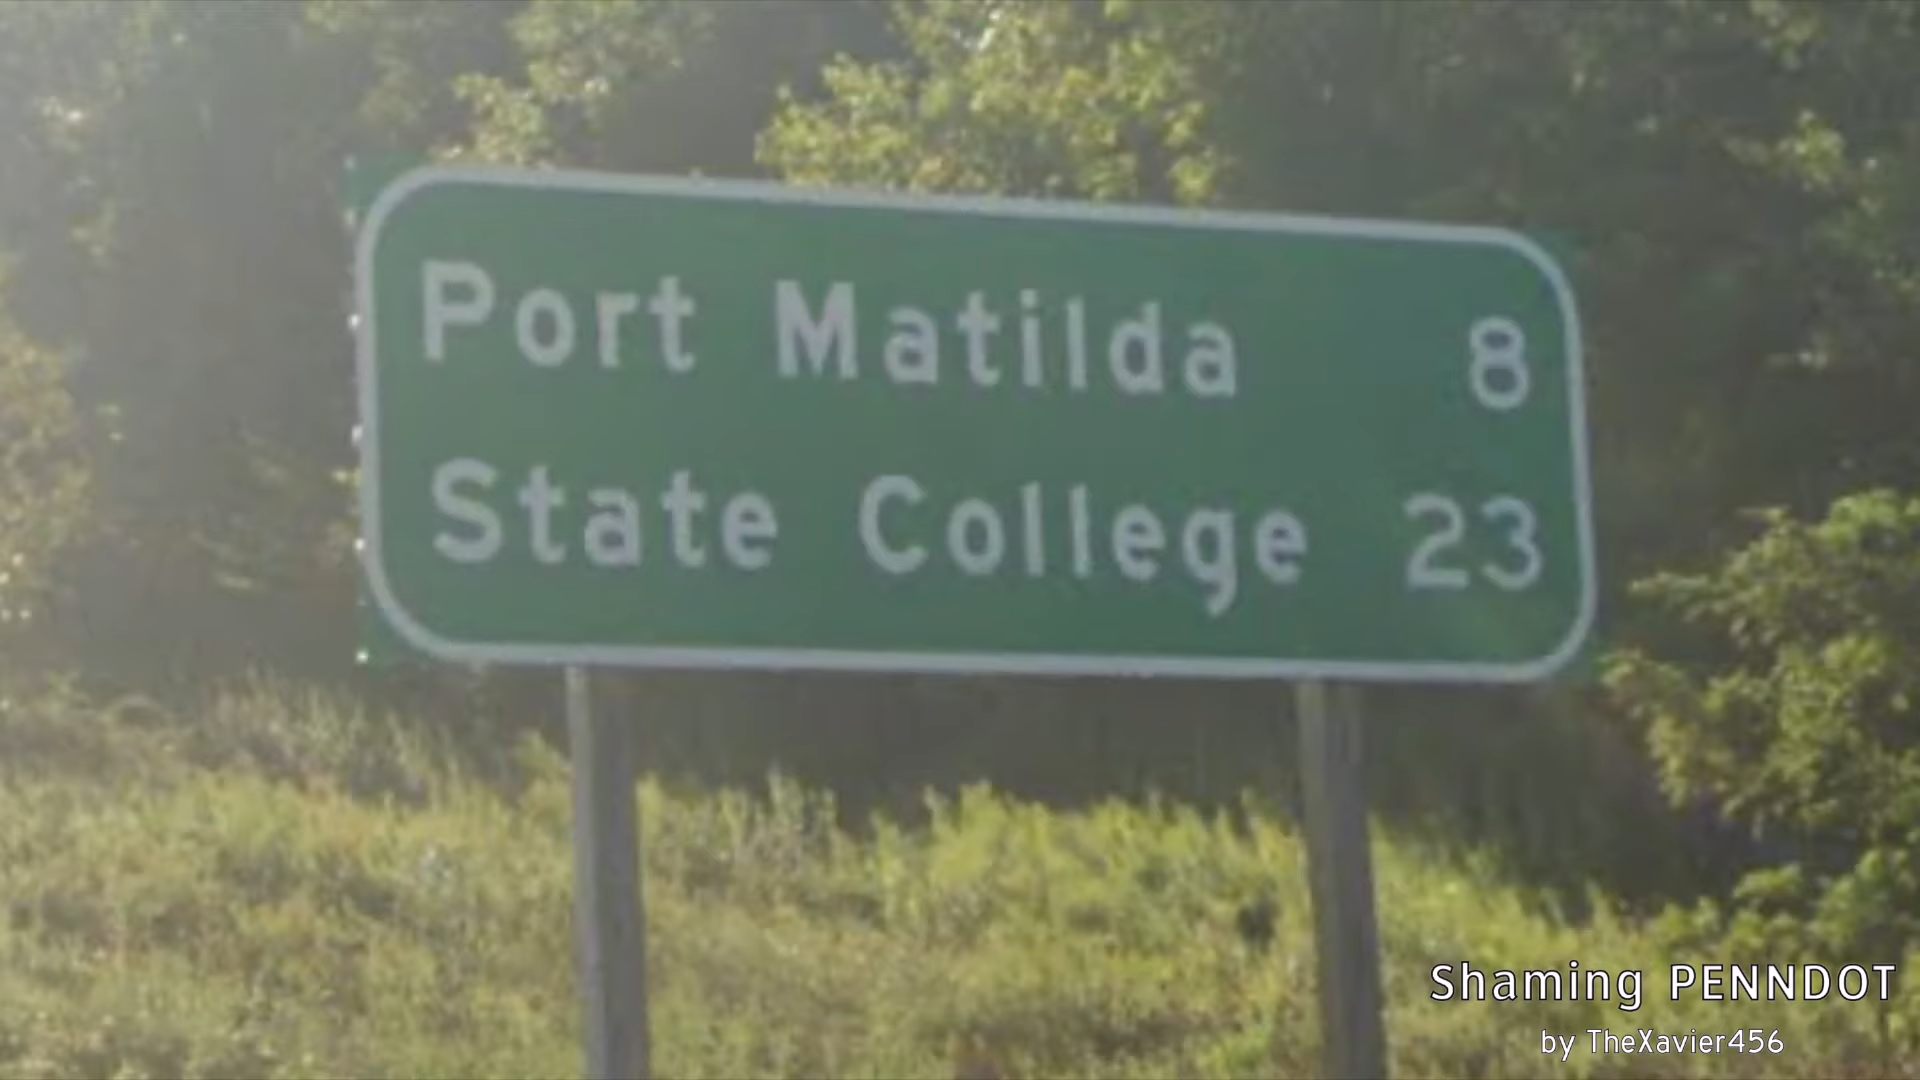 Port Matilda 8
State College 23
Shaming PENNDOT
by TheXavier456